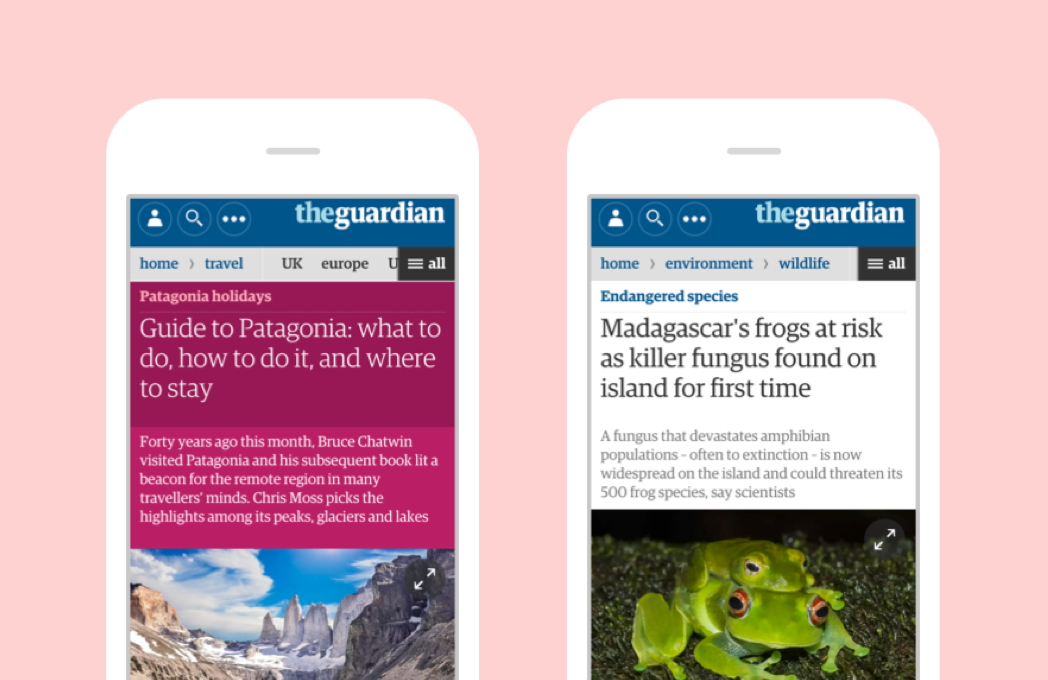 theguardian
home › travel UK europe U all
Patagonia holidays
Guide to Patagonia: what to
do, how to do it, and where
to stay
Forty years ago this month, Bruce Chatwin
visited Patagonia and his subsequent book lit a
beacon for the remote region in many
travellers' minds. Chris Moss picks the
highlights among its peaks, glaciers and lakes
theguardian
home › environment › wildlife all
Endangered species
Madagascar's frogs at risk
as killer fungus found on
island for first time
A fungus that devastates amphibian
populations – often to extinction – is now
widespread on the island and could threaten its
500 frog species, say scientists